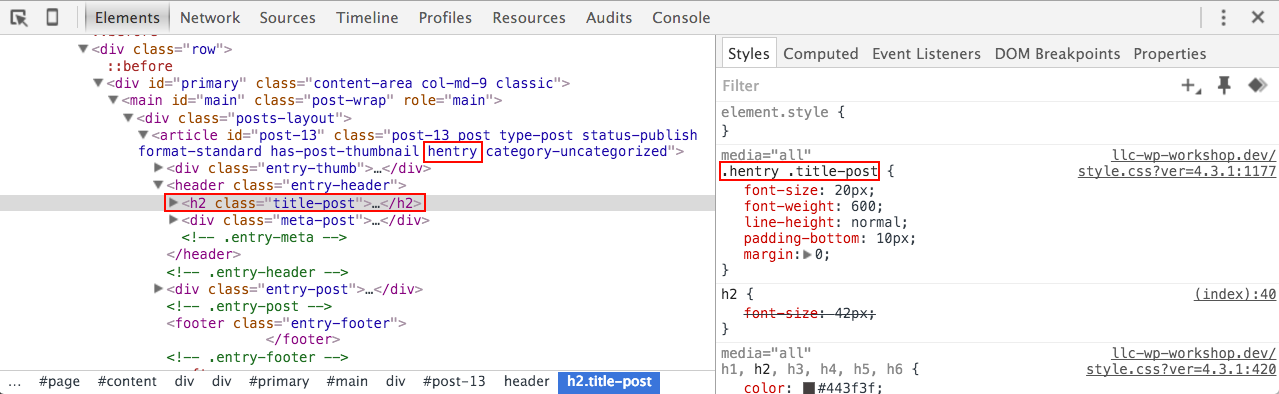 Elements Network Sources Timeline Profiles Resources Audits Console
::before
<div class="row">
::before
<div id="primary" class="content-area col-md-9 classic">
<main id="main" class="post-wrap" role="main">
<div class="posts-layout">
<article id="post-13" class="post-13 post type-post status-publish
format-standard has-post-thumbnail hentry category-uncategorized">
<div class="entry-thumb">…</div>
<header class="entry-header">
<h2 class="title-post">…</h2>
<div class="meta-post">…</div>
<!-- .entry-meta -->
</header>
<!-- .entry-header -->
<div class="entry-post">…</div>
<!-- .entry-post -->
<footer class="entry-footer">
</footer>
<!-- .entry-footer -->
... #page #content div div #primary #main div #post-13 header h2.title-post
Styles Computed Event Listeners DOM Breakpoints Properties
Filter
element.style {
}
media="all" llc-wp-workshop.dev/
.hentry .title-post { style.css?ver=4.3.1:1177
font-size: 20px;
font-weight: 600;
line-height: normal;
padding-bottom: 10px;
margin: 0;
}
h2 { (index):40
font-size: 42px;
}
media="all" llc-wp-workshop.dev/
h1, h2, h3, h4, h5, h6 { style.css?ver=4.3.1:420
color: #443f3f;